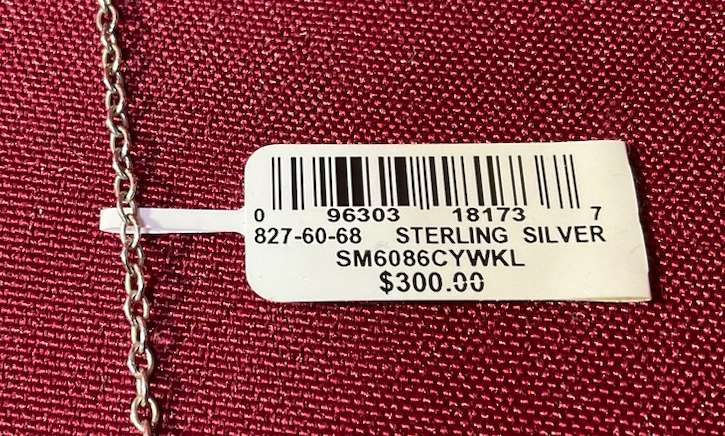 0 96303 18173 7
827-60-68 STERLING SILVER
SM6086CYWKL
$300.00